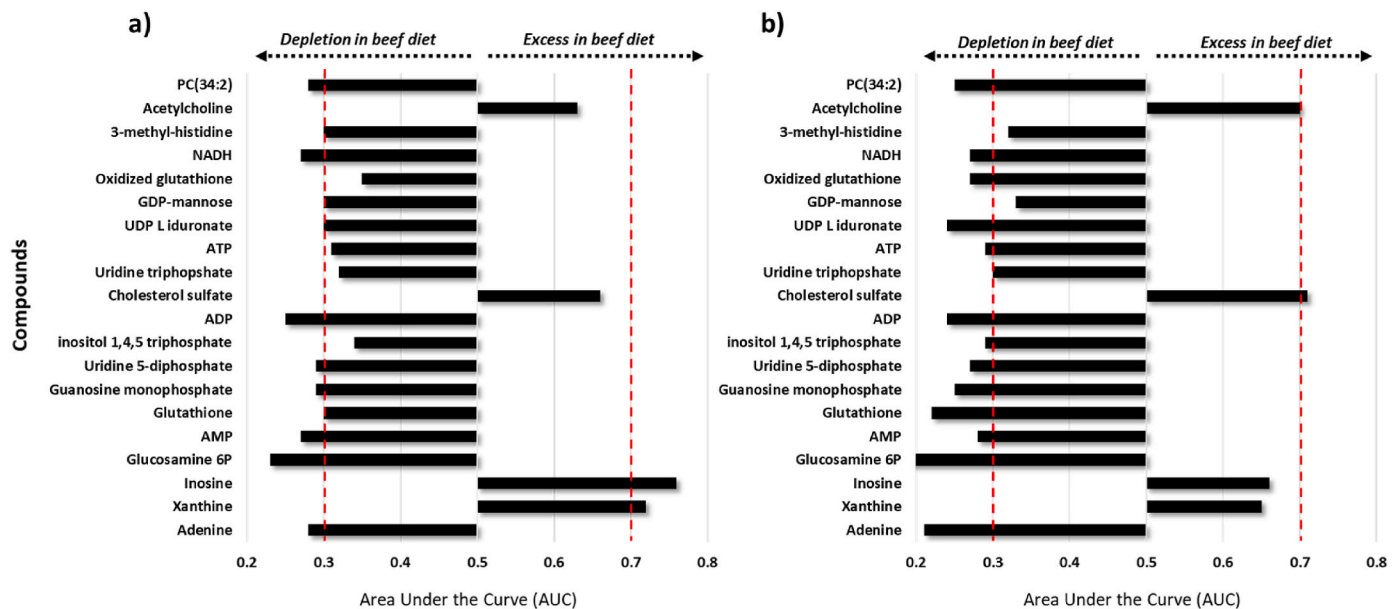 a)
Depletion in beef diet
Excess in beef diet
PC(34:2)
Acetylcholine
3-methyl-histidine
NADH
Oxidized glutathione
GDP-mannose
UDP L iduronate
ATP
Uridine triphopshate
Cholesterol sulfate
ADP
inositol 1,4,5 triphosphate
Uridine 5-diphosphate
Guanosine monophosphate
Glutathione
AMP
Glucosamine 6P
Inosine
Xanthine
Adenine
Compounds
0.2 0.3 0.4 0.5 0.6 0.7 0.8
Area Under the Curve (AUC)
b)
Depletion in beef diet
Excess in beef diet
PC(34:2)
Acetylcholine
3-methyl-histidine
NADH
Oxidized glutathione
GDP-mannose
UDP L iduronate
ATP
Uridine triphopshate
Cholesterol sulfate
ADP
inositol 1,4,5 triphosphate
Uridine 5-diphosphate
Guanosine monophosphate
Glutathione
AMP
Glucosamine 6P
Inosine
Xanthine
Adenine
0.2 0.3 0.4 0.5 0.6 0.7 0.8
Area Under the Curve (AUC)